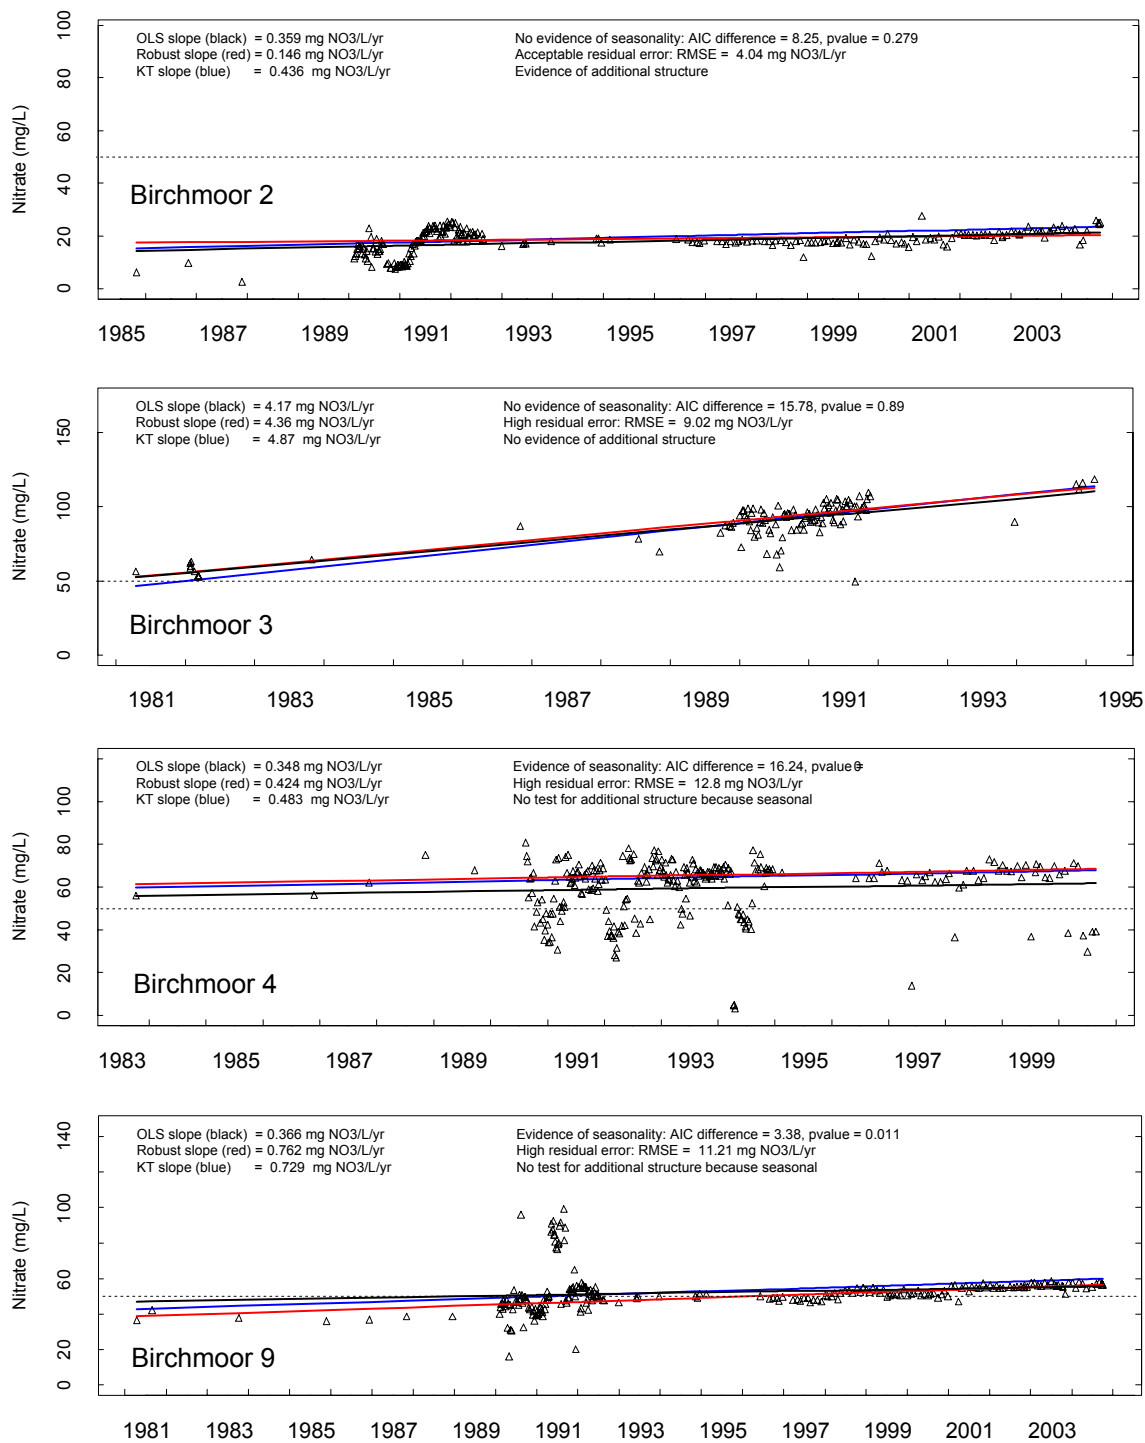 OLS slope (black) = 0.359 mg NO3/L/yr No evidence of seasonality: AIC difference = 8.25, pvalue = 0.279
Robust slope (red) = 0.146 mg NO3/L/yr Acceptable residual error: RMSE = 4.04 mg NO3/L/yr
KT slope (blue) = 0.436 mg NO3/L/yr Evidence of additional structure
Nitrate (mg/L)
100
80
60
40
20
0
Birchmoor 2
1985 1987 1989 1991 1993 1995 1997 1999 2001 2003
OLS slope (black) = 4.17 mg NO3/L/yr No evidence of seasonality: AIC difference = 15.78, pvalue = 0.89
Robust slope (red) = 4.36 mg NO3/L/yr High residual error: RMSE = 9.02 mg NO3/L/yr
KT slope (blue) = 4.87 mg NO3/L/yr No evidence of additional structure
Nitrate (mg/L)
150
100
50
0
Birchmoor 3
1981 1983 1985 1987 1989 1991 1993 1995
OLS slope (black) = 0.348 mg NO3/L/yr Evidence of seasonality: AIC difference = 16.24, pvalue =
Robust slope (red) = 0.424 mg NO3/L/yr High residual error: RMSE = 12.8 mg NO3/L/yr
KT slope (blue) = 0.483 mg NO3/L/yr No test for additional structure because seasonal
Nitrate (mg/L)
100
80
60
40
20
0
Birchmoor 4
1983 1985 1987 1989 1991 1993 1995 1997 1999
OLS slope (black) = 0.366 mg NO3/L/yr Evidence of seasonality: AIC difference = 3.38, pvalue = 0.011
Robust slope (red) = 0.762 mg NO3/L/yr High residual error: RMSE = 11.21 mg NO3/L/yr
KT slope (blue) = 0.729 mg NO3/L/yr No test for additional structure because seasonal
Nitrate (mg/L)
140
100
60
20
0
Birchmoor 9
1981 1983 1985 1987 1989 1991 1993 1995 1997 1999 2001 2003